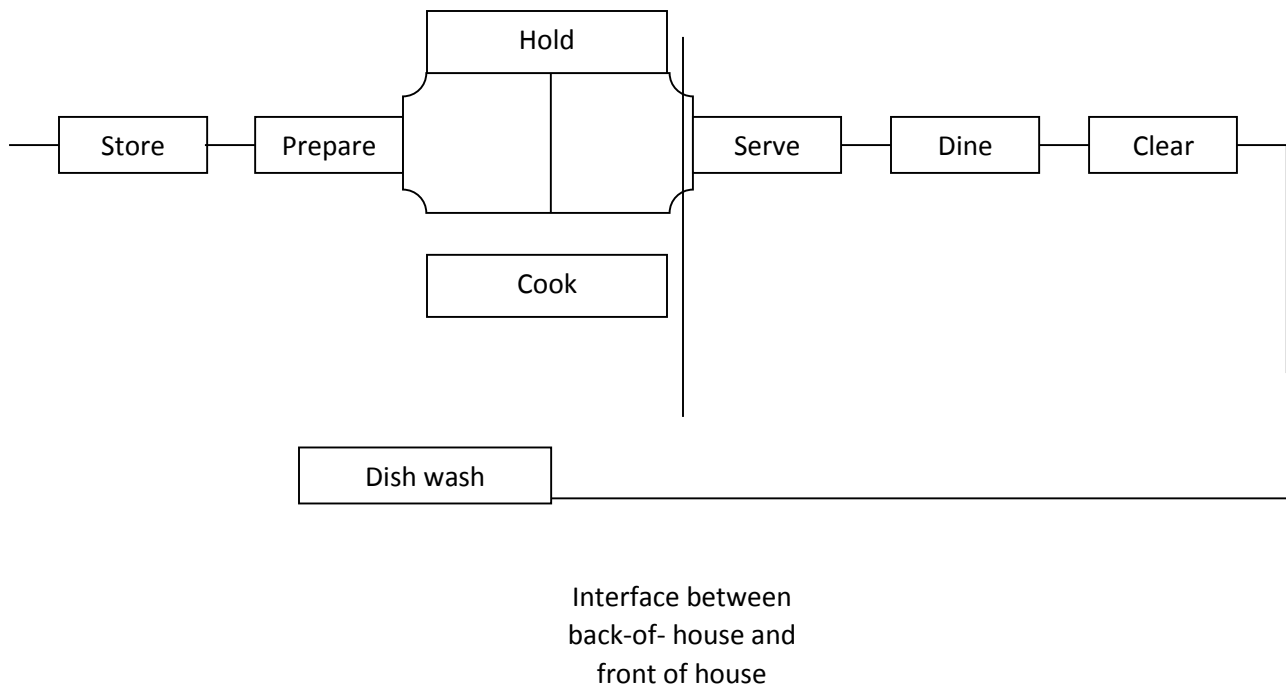 Hold
Store
Prepare
Serve
Dine
Clear
Cook
Dish wash
Interface between
back-of- house and
front of house